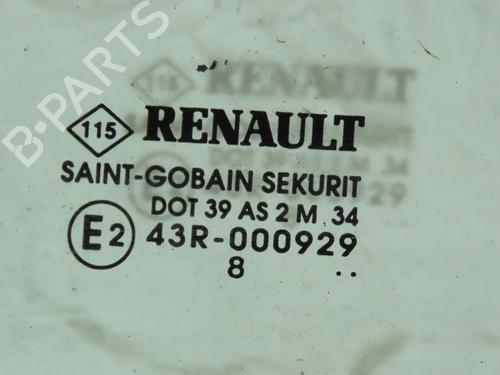 B-PARTS
115 RENAULT
SAINT-GOBAIN SEKURIT
DOT 39 AS 2 M 34
E2 43R-000929
8 ..